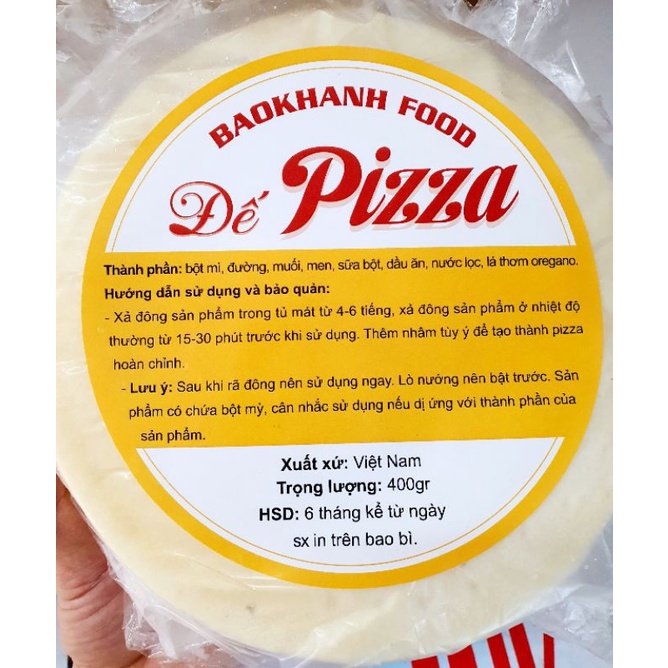 BAOKHANH FOOD
Đế Pizza
Thành phần: bột mì, đường, muối, men, sữa bột, dầu ăn, nước lọc, lá thơm oregano.
Hướng dẫn sử dụng và bảo quản:
- Xả đông sản phẩm trong tủ mát từ 4-6 tiếng, xả đông sản phẩm ở nhiệt độ
thường từ 15-30 phút trước khi sử dụng. Thêm nhâm tùy ý để tạo thành pizza
hoàn chỉnh.
- Lưu ý: Sau khi rã đông nên sử dụng ngay. Lò nướng nên bật trước. Sản
phẩm có chứa bột mỳ, cân nhắc sử dụng nếu dị ứng với thành phần của
sản phẩm.
Xuất xứ: Việt Nam
Trọng lượng: 400gr
HSD: 6 tháng kể từ ngày
sx in trên bao bì.